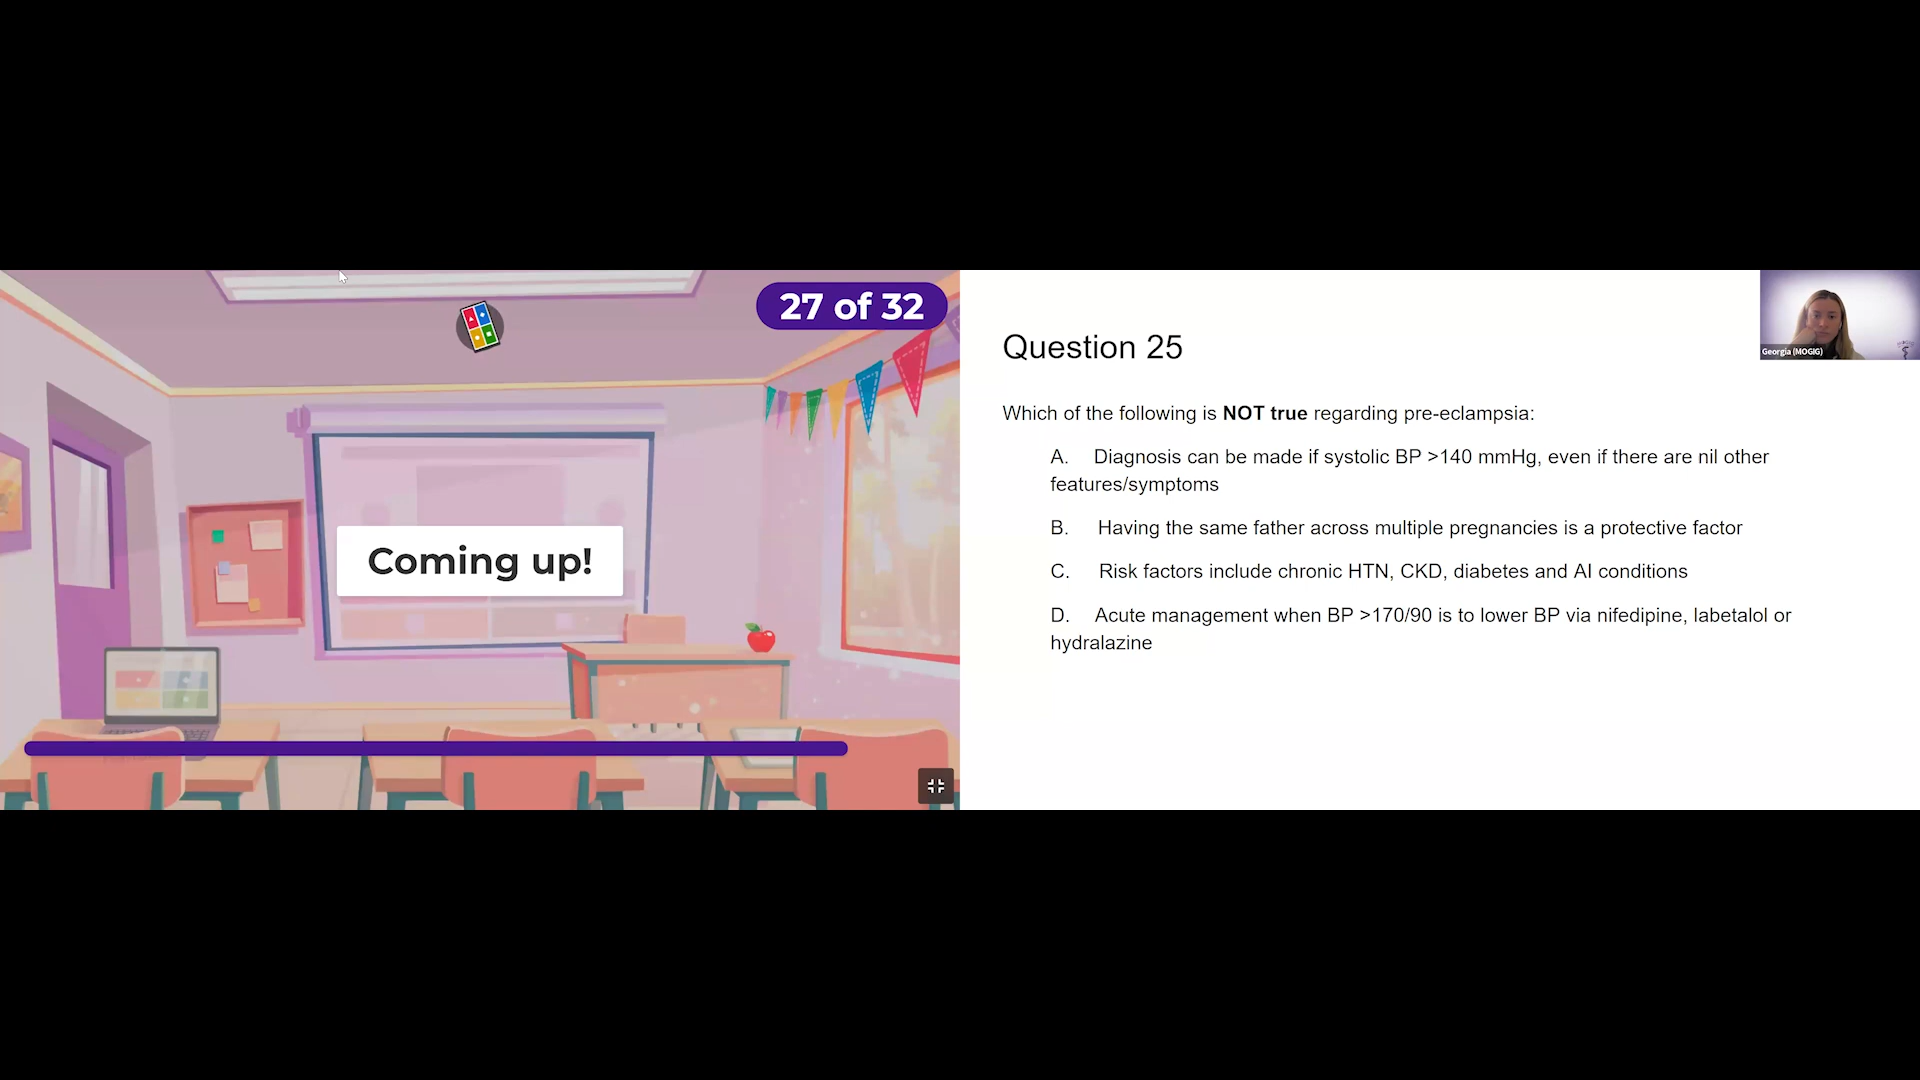 27 of 32
Coming up!
Question 25
Georgia (MOGIG)
Which of the following is NOT true regarding pre-eclampsia:
A. Diagnosis can be made if systolic BP >140 mmHg, even if there are nil other
features/symptoms
B. Having the same father across multiple pregnancies is a protective factor
C. Risk factors include chronic HTN, CKD, diabetes and AI conditions
D. Acute management when BP >170/90 is to lower BP via nifedipine, labetalol or
hydralazine